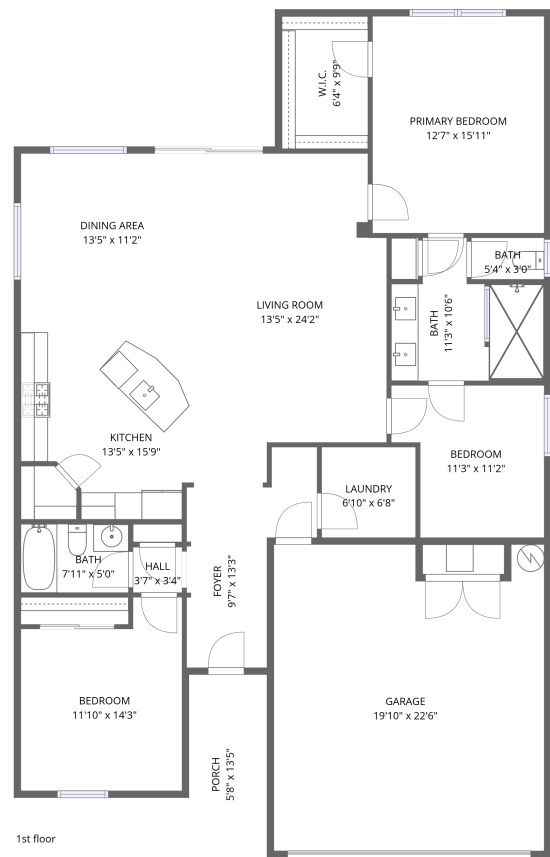 W.I.C.
6'4" x 9'9"
PRIMARY BEDROOM
12'7" x 15'11"
DINING AREA
13'5" x 11'2"
BATH
5'4" x 3'0"
LIVING ROOM
13'5" x 24'2"
BATH
11'3" x 10'6"
KITCHEN
13'5" x 15'9"
BEDROOM
11'3" x 11'2"
LAUNDRY
6'10" x 6'8"
BATH
7'11" x 5'0"
HALL
3'7" x 3'4"
FOYER
9'7" x 13'3"
BEDROOM
11'10" x 14'3"
GARAGE
19'10" x 22'6"
PORCH
5'8" x 13'5"
1st floor